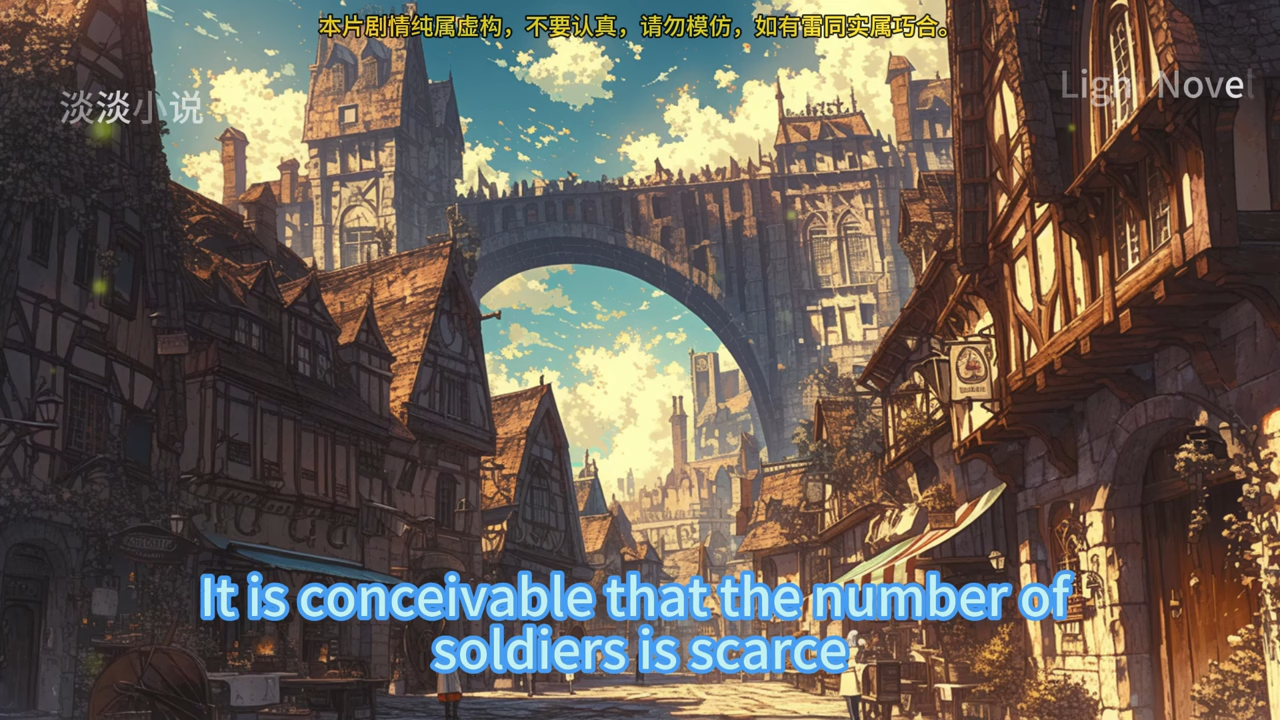 本片剧情纯属虚构，不要认真，请勿模仿，如有雷同实属巧合。
淡淡小说
Light Novel
It is conceivable that the number of
soldiers is scarce